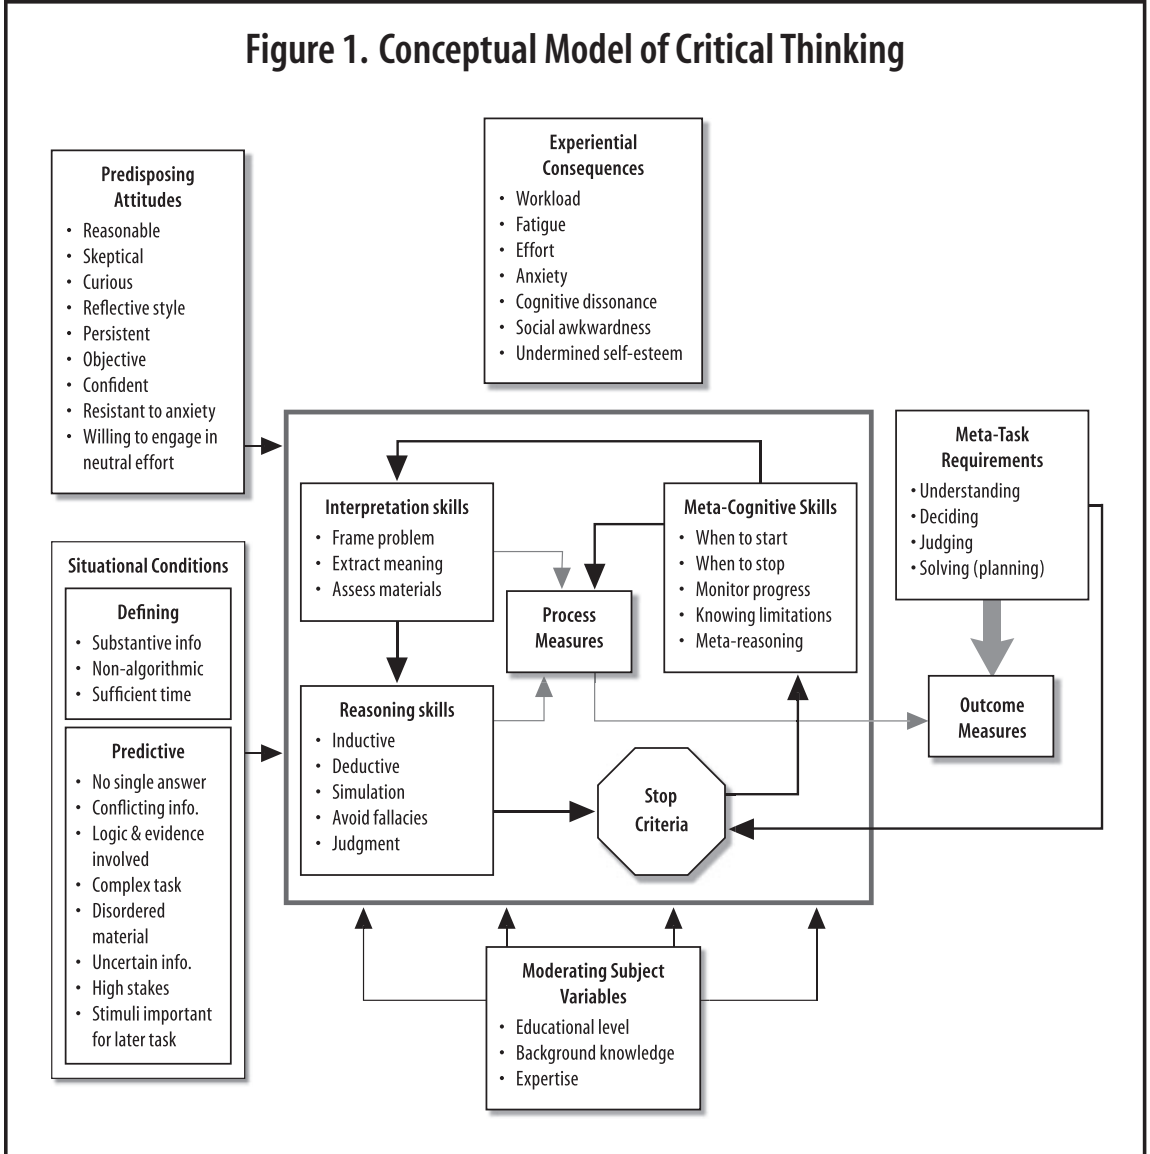 Figure 1. Conceptual Model of Critical Thinking
Experiential
Consequences
• Workload
• Fatigue
• Effort
• Anxiety
• Cognitive dissonance
• Social awkwardness
• Undermined self-esteem
Predisposing
Attitudes
• Reasonable
• Skeptical
• Curious
• Reflective style
• Persistent
• Objective
• Confident
• Resistant to anxiety
• Willing to engage in
neutral effort
Situational Conditions
Defining
• Substantive info
• Non-algorithmic
• Sufficient time
Predictive
• No single answer
• Conflicting info.
• Logic & evidence
involved
• Complex task
• Disordered
material
• Uncertain info.
• High stakes
• Stimuli important
for later task
Interpretation skills
• Frame problem
• Extract meaning
• Assess materials
Reasoning skills
• Inductive
• Deductive
• Simulation
• Avoid fallacies
• Judgment
Process
Measures
Meta-Cognitive Skills
• When to start
• When to stop
• Monitor progress
• Knowing limitations
• Meta-reasoning
Stop
Criteria
Meta-Task
Requirements
• Understanding
• Deciding
• Judging
• Solving (planning)
Outcome
Measures
Moderating Subject
Variables
• Educational level
• Background knowledge
• Expertise